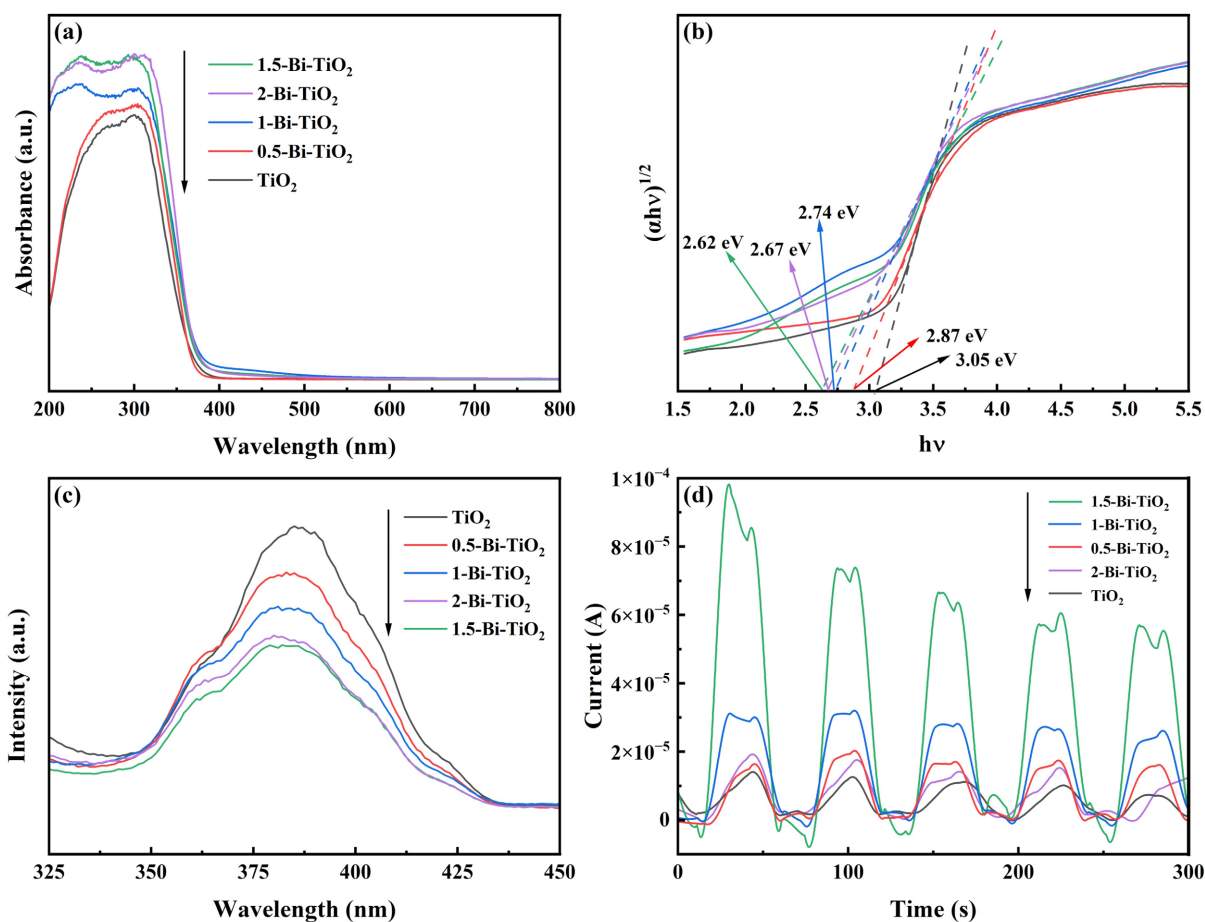 (a)
1.5-Bi-TiO₂
2-Bi-TiO₂
1-Bi-TiO₂
0.5-Bi-TiO₂
TiO₂
Absorbance (a.u.)
200 300 400 500 600 700 800
Wavelength (nm)
(b)
(αhν)^1/2
2.74 eV
2.62 eV
2.67 eV
2.87 eV
3.05 eV
1.5 2.0 2.5 3.0 3.5 4.0 4.5 5.0 5.5
hν
(c)
TiO₂
0.5-Bi-TiO₂
1-Bi-TiO₂
2-Bi-TiO₂
1.5-Bi-TiO₂
Intensity (a.u.)
325 350 375 400 425 450
Wavelength (nm)
(d)
1.5-Bi-TiO₂
1-Bi-TiO₂
0.5-Bi-TiO₂
2-Bi-TiO₂
TiO₂
Current (A)
1×10⁻⁴
8×10⁻⁵
6×10⁻⁵
4×10⁻⁵
2×10⁻⁵
0
0 100 200 300
Time (s)